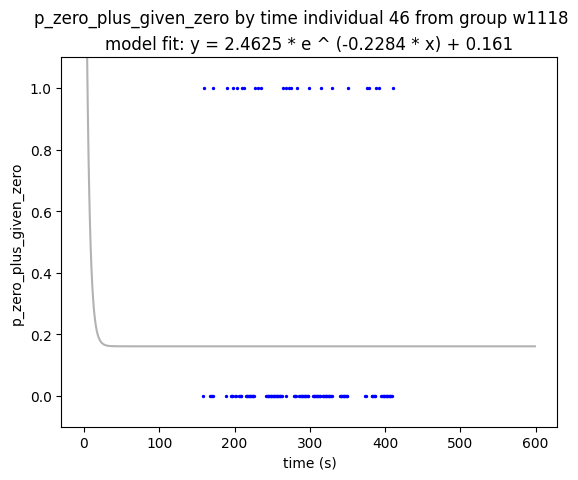 p_zero_plus_given_zero by time individual 46 from group w1118
model fit: y = 2.4625 * e ^ (-0.2284 * x) + 0.161
1.0
0.8
0.6
0.4
0.2
0.0
p_zero_plus_given_zero
0 100 200 300 400 500 600
time (s)